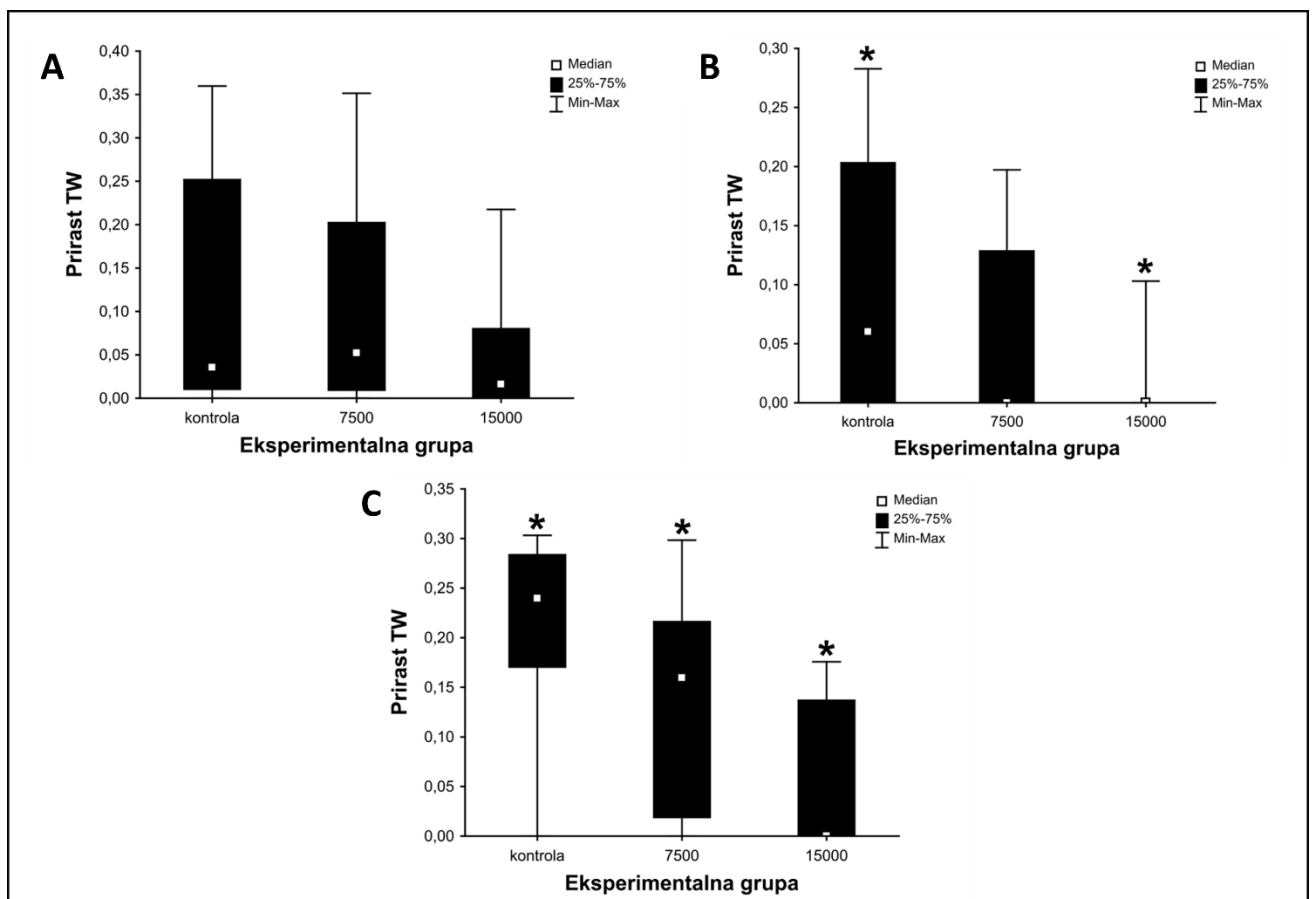 A
0,40
0,35
0,30
0,25
0,20
0,15
0,10
0,05
0,00
Prirast TW
Median
25%-75%
Min-Max
kontrola 7500 15000
Eksperimentalna grupa
B
0,30
0,25
0,20
0,15
0,10
0,05
0,00
Prirast TW
* *
Median
25%-75%
Min-Max
kontrola 7500 15000
Eksperimentalna grupa
C
0,35
0,30
0,25
0,20
0,15
0,10
0,05
0,00
Prirast TW
* * *
Median
25%-75%
Min-Max
kontrola 7500 15000
Eksperimentalna grupa